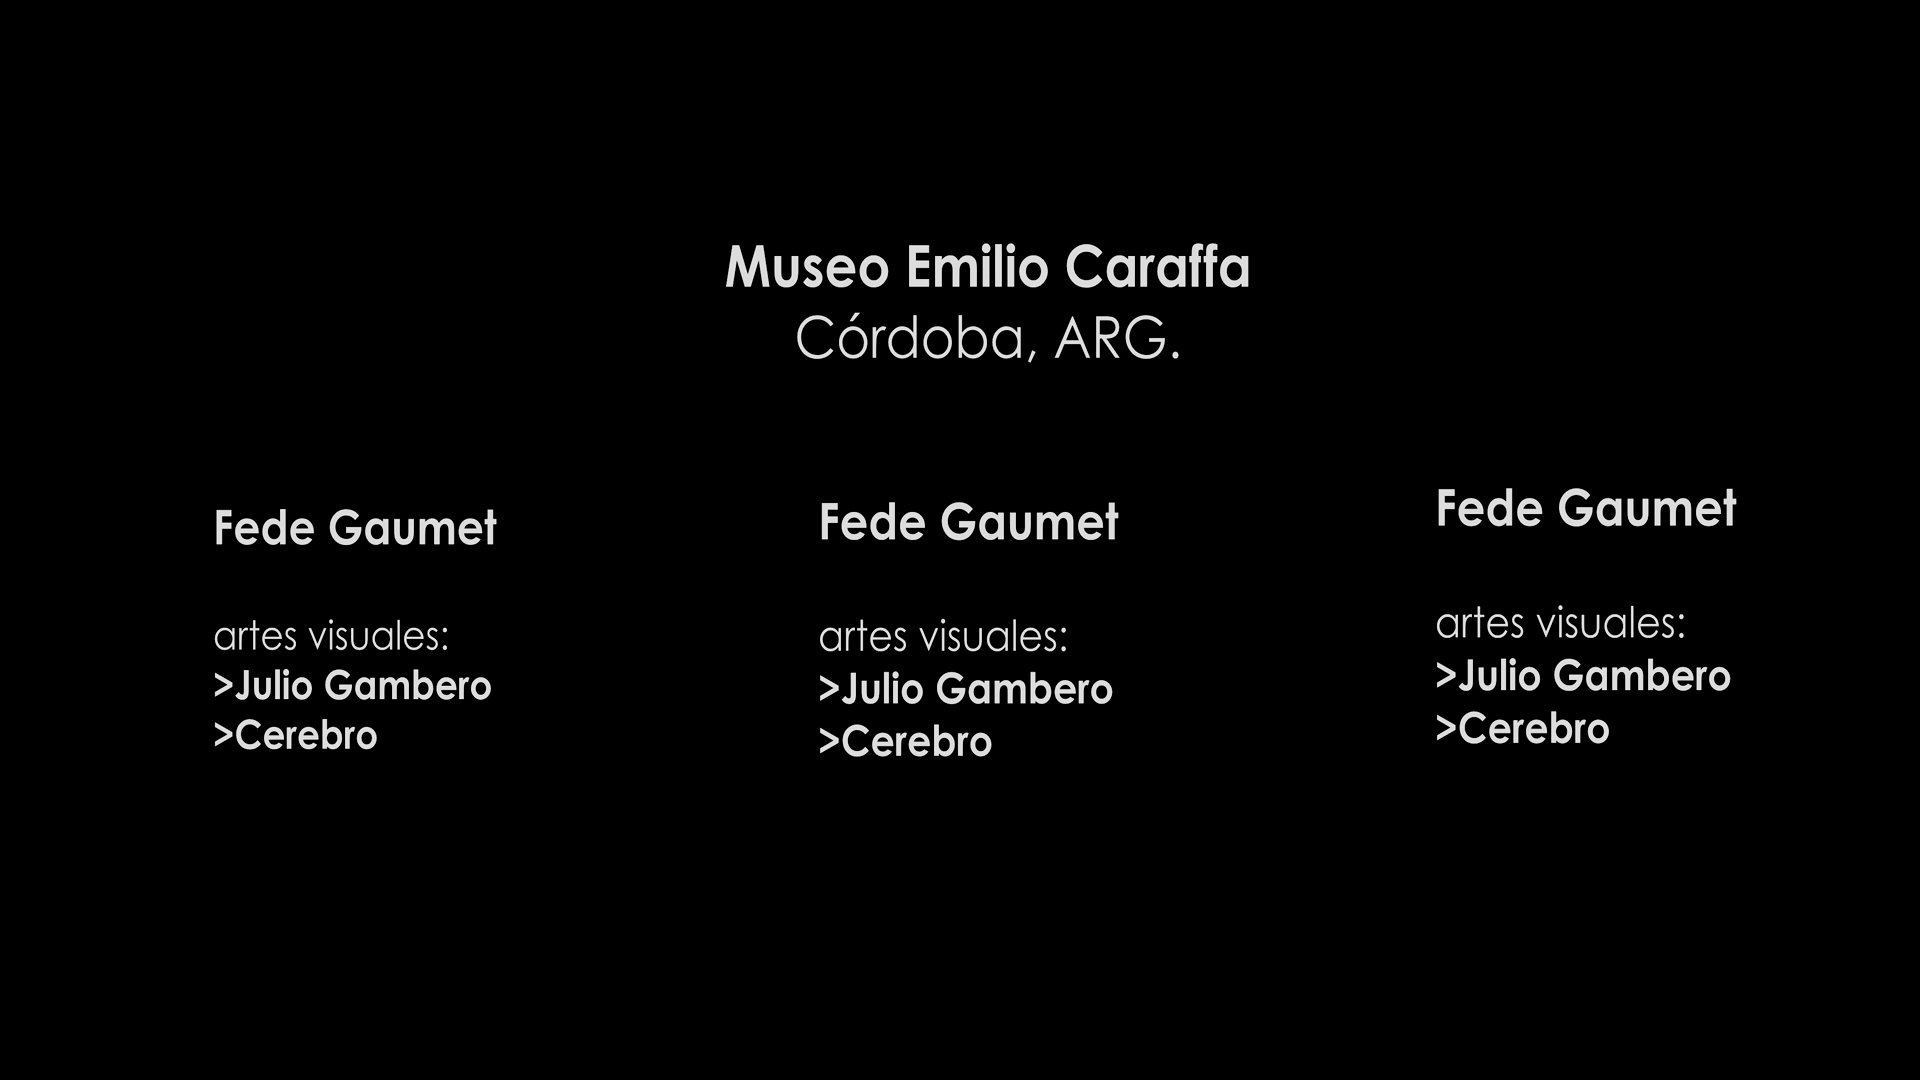 Museo Emilio Caraffa
Córdoba, ARG.
Fede Gaumet
artes visuales:
>Julio Gambero
>Cerebro
Fede Gaumet
artes visuales:
>Julio Gambero
>Cerebro
Fede Gaumet
artes visuales:
>Julio Gambero
>Cerebro